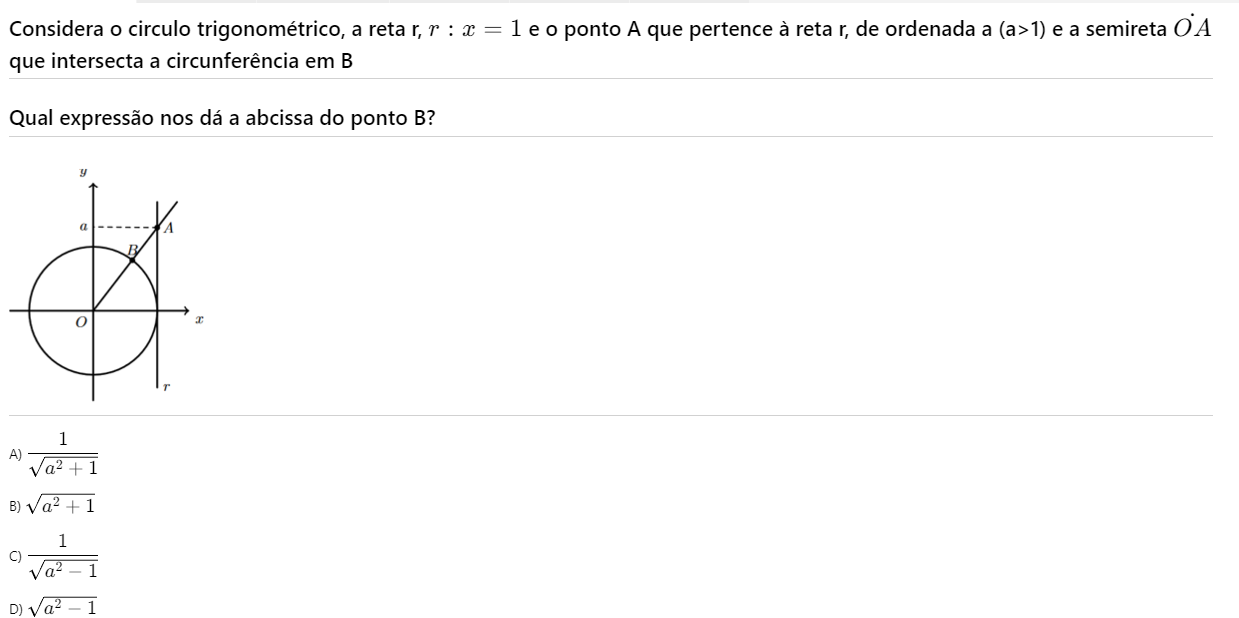 Considera o circulo trigonométrico, a reta r, r : x = 1 e o ponto A que pertence à reta r, de ordenada a (a>1) e a semireta ȮA
que intersecta a circunferência em B
Qual expressão nos dá a abcissa do ponto B?
y
a
A
B
O
x
r
A) \frac{1}{\sqrt{a^2+1}}
B) \sqrt{a^2+1}
C) \frac{1}{\sqrt{a^2-1}}
D) \sqrt{a^2-1}